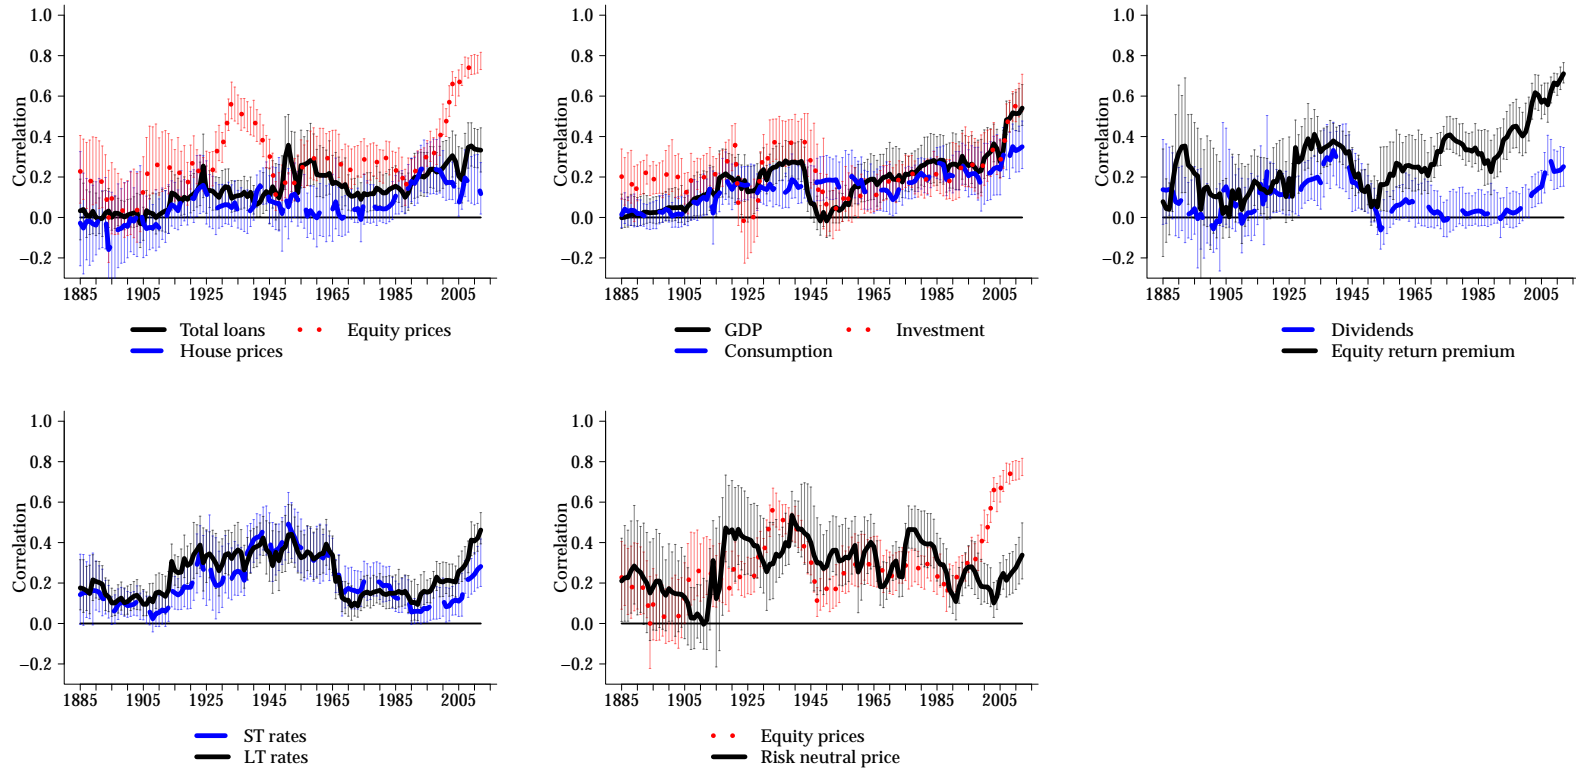 Correlation
1.0
0.8
0.6
0.4
0.2
0.0
−0.2
1885 1905 1925 1945 1965 1985 2005
Total loans Equity prices
House prices
Correlation
1.0
0.8
0.6
0.4
0.2
0.0
−0.2
1885 1905 1925 1945 1965 1985 2005
GDP Investment
Consumption
Correlation
1.0
0.8
0.6
0.4
0.2
0.0
−0.2
1885 1905 1925 1945 1965 1985 2005
Dividends
Equity return premium
Correlation
1.0
0.8
0.6
0.4
0.2
0.0
−0.2
1885 1905 1925 1945 1965 1985 2005
ST rates
LT rates
Correlation
1.0
0.8
0.6
0.4
0.2
0.0
−0.2
1885 1905 1925 1945 1965 1985 2005
Equity prices
Risk neutral price